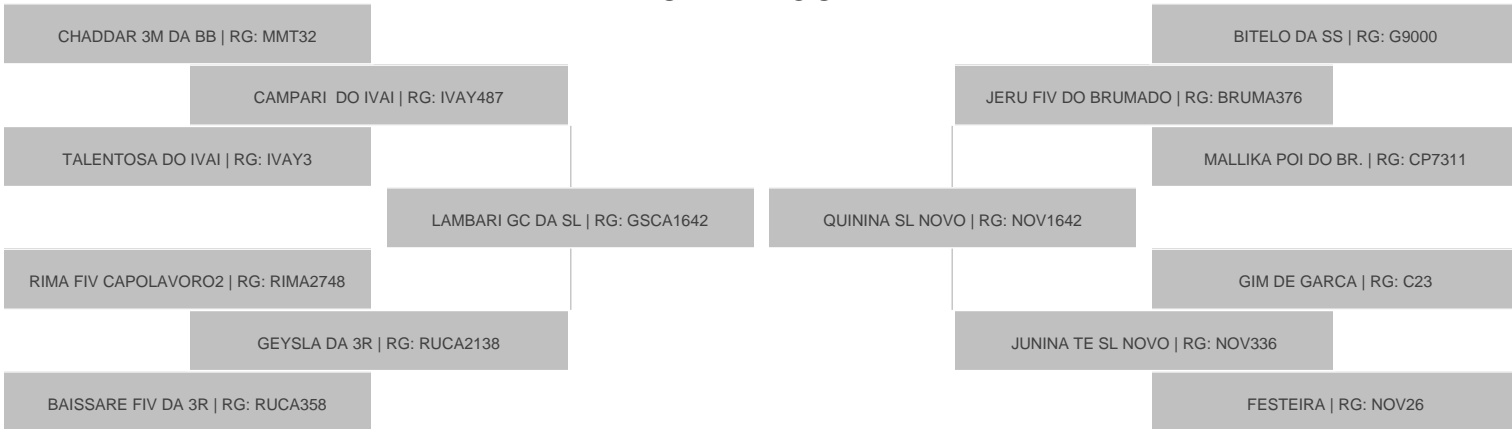 CHADDAR 3M DA BB | RG: MMT32
BITELO DA SS | RG: G9000
CAMPARI  DO IVAI | RG: IVAY487
JERU FIV DO BRUMADO | RG: BRUMA376
TALENTOSA DO IVAI | RG: IVAY3
MALLIKA POI DO BR. | RG: CP7311
LAMBARI GC DA SL | RG: GSCA1642
QUININA SL NOVO | RG: NOV1642
RIMA FIV CAPOLAVORO2 | RG: RIMA2748
GIM DE GARCA | RG: C23
GEYSLA DA 3R | RG: RUCA2138
JUNINA TE SL NOVO | RG: NOV336
BAISSARE FIV DA 3R | RG: RUCA358
FESTEIRA | RG: NOV26